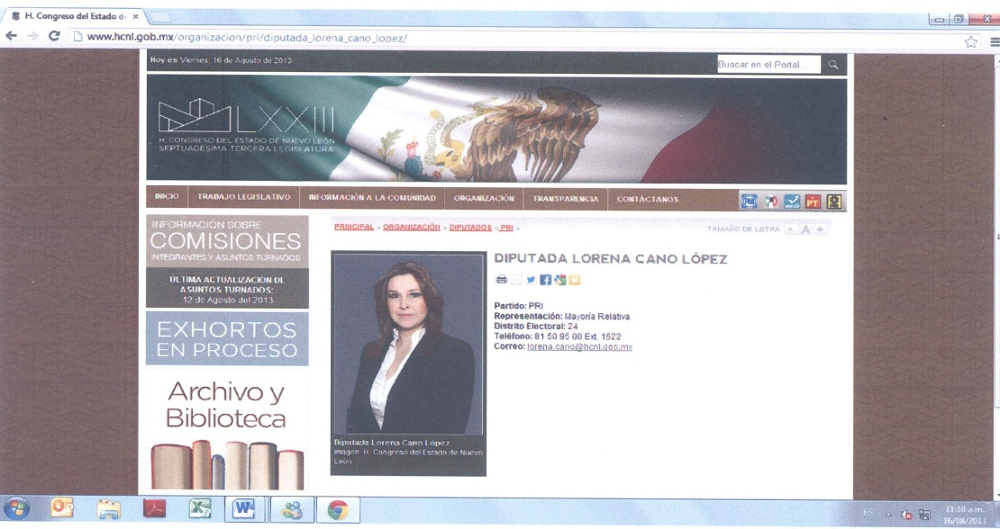 H. Congreso del Estado d
www.hcnl.gob.mx/organizacion/pri/diputada_lorena_cano_lopez/
Hoy es Viernes, 16 de Agosto de 2013
Buscar en el Portal...
LXXIII
H. CONGRESO DEL ESTADO DE NUEVO LEÓN
SEPTUAGÉSIMA TERCERA LEGISLATURA
INICIO TRABAJO LEGISLATIVO INFORMACIÓN A LA COMUNIDAD ORGANIZACIÓN TRANSPARENCIA CONTÁCTANOS
PAN PT
INFORMACIÓN SOBRE
COMISIONES
INTEGRANTES Y ASUNTOS TURNADOS
ÚLTIMA ACTUALIZACIÓN DE
ASUNTOS TURNADOS:
12 de Agosto del 2013
EXHORTOS
EN PROCESO
Archivo y
Biblioteca
PRINCIPAL » ORGANIZACIÓN » DIPUTADOS » PRI »
TAMAÑO DE LETRA - A +
DIPUTADA LORENA CANO LÓPEZ
Partido: PRI
Representación: Mayoría Relativa
Distrito Electoral: 24
Teléfono: 81 50 95 00 Ext. 1522
Correo: lorena.cano@hcnl.gob.mx
Diputada Lorena Cano López
Imagen: H. Congreso del Estado de Nuevo
León
ES
11:10 a.m.
16/08/2013